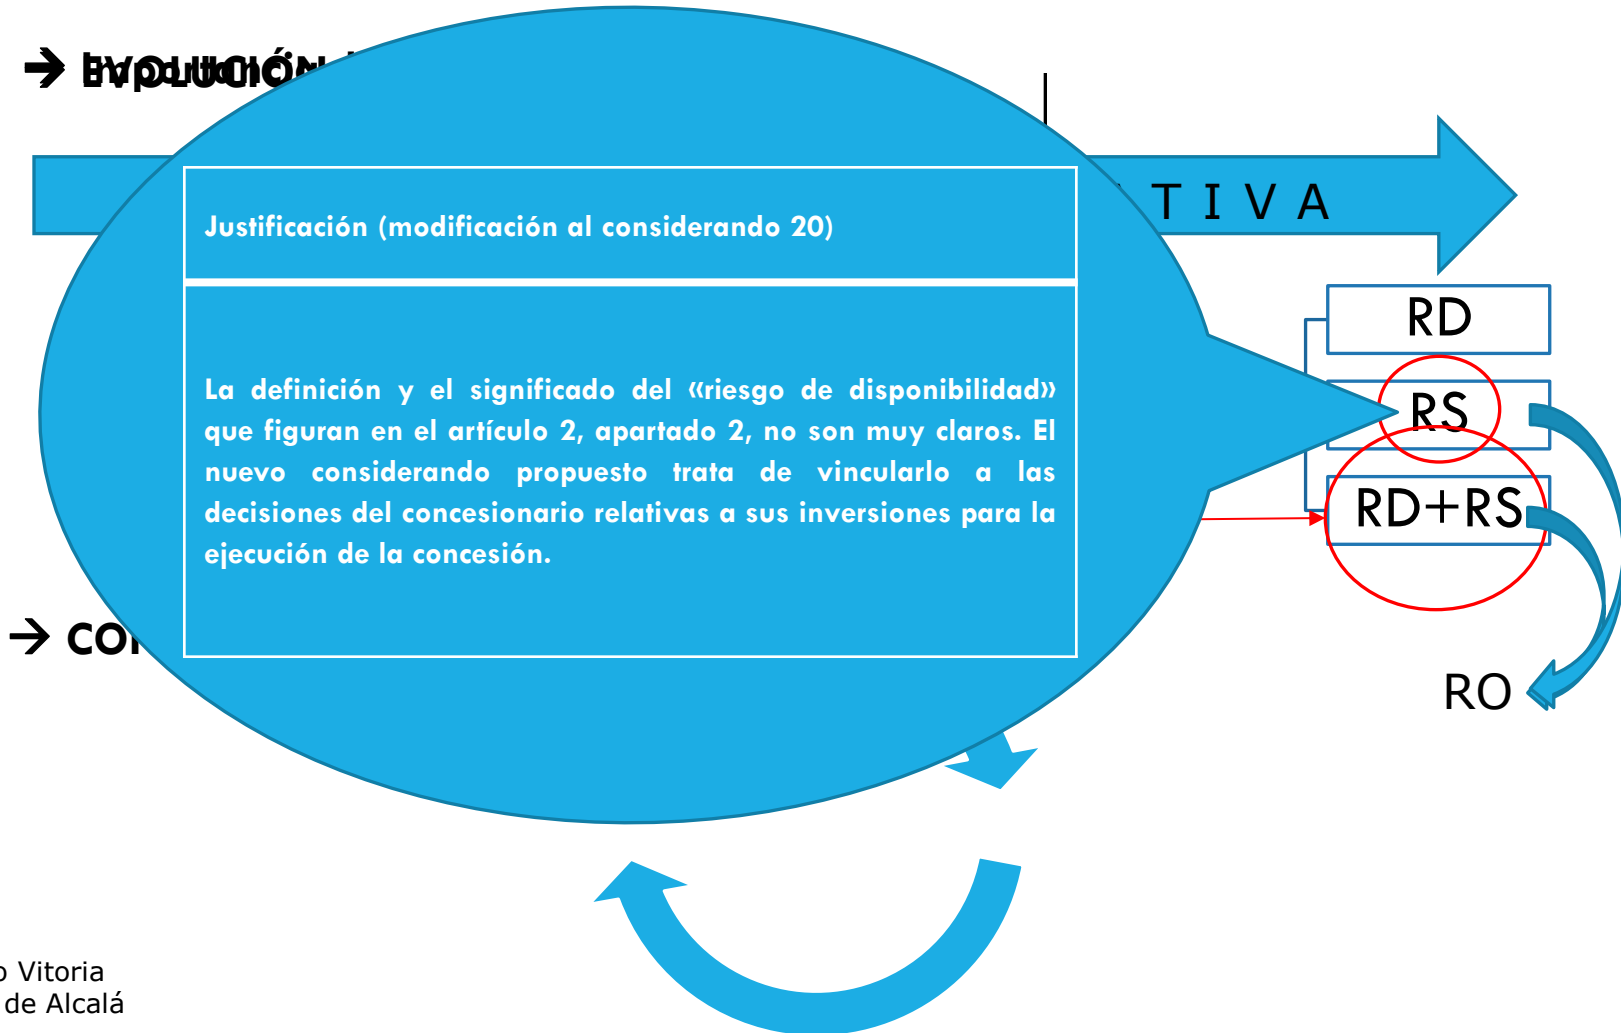 → EVOLUCIÓN
T I V A
Justificación (modificación al considerando 20)
La definición y el significado del «riesgo de disponibilidad»
que figuran en el artículo 2, apartado 2, no son muy claros. El
nuevo considerando propuesto trata de vincularlo a las
decisiones del concesionario relativas a sus inversiones para la
ejecución de la concesión.
RD
RS
RD+RS
RO
Vitoria
de Alcalá